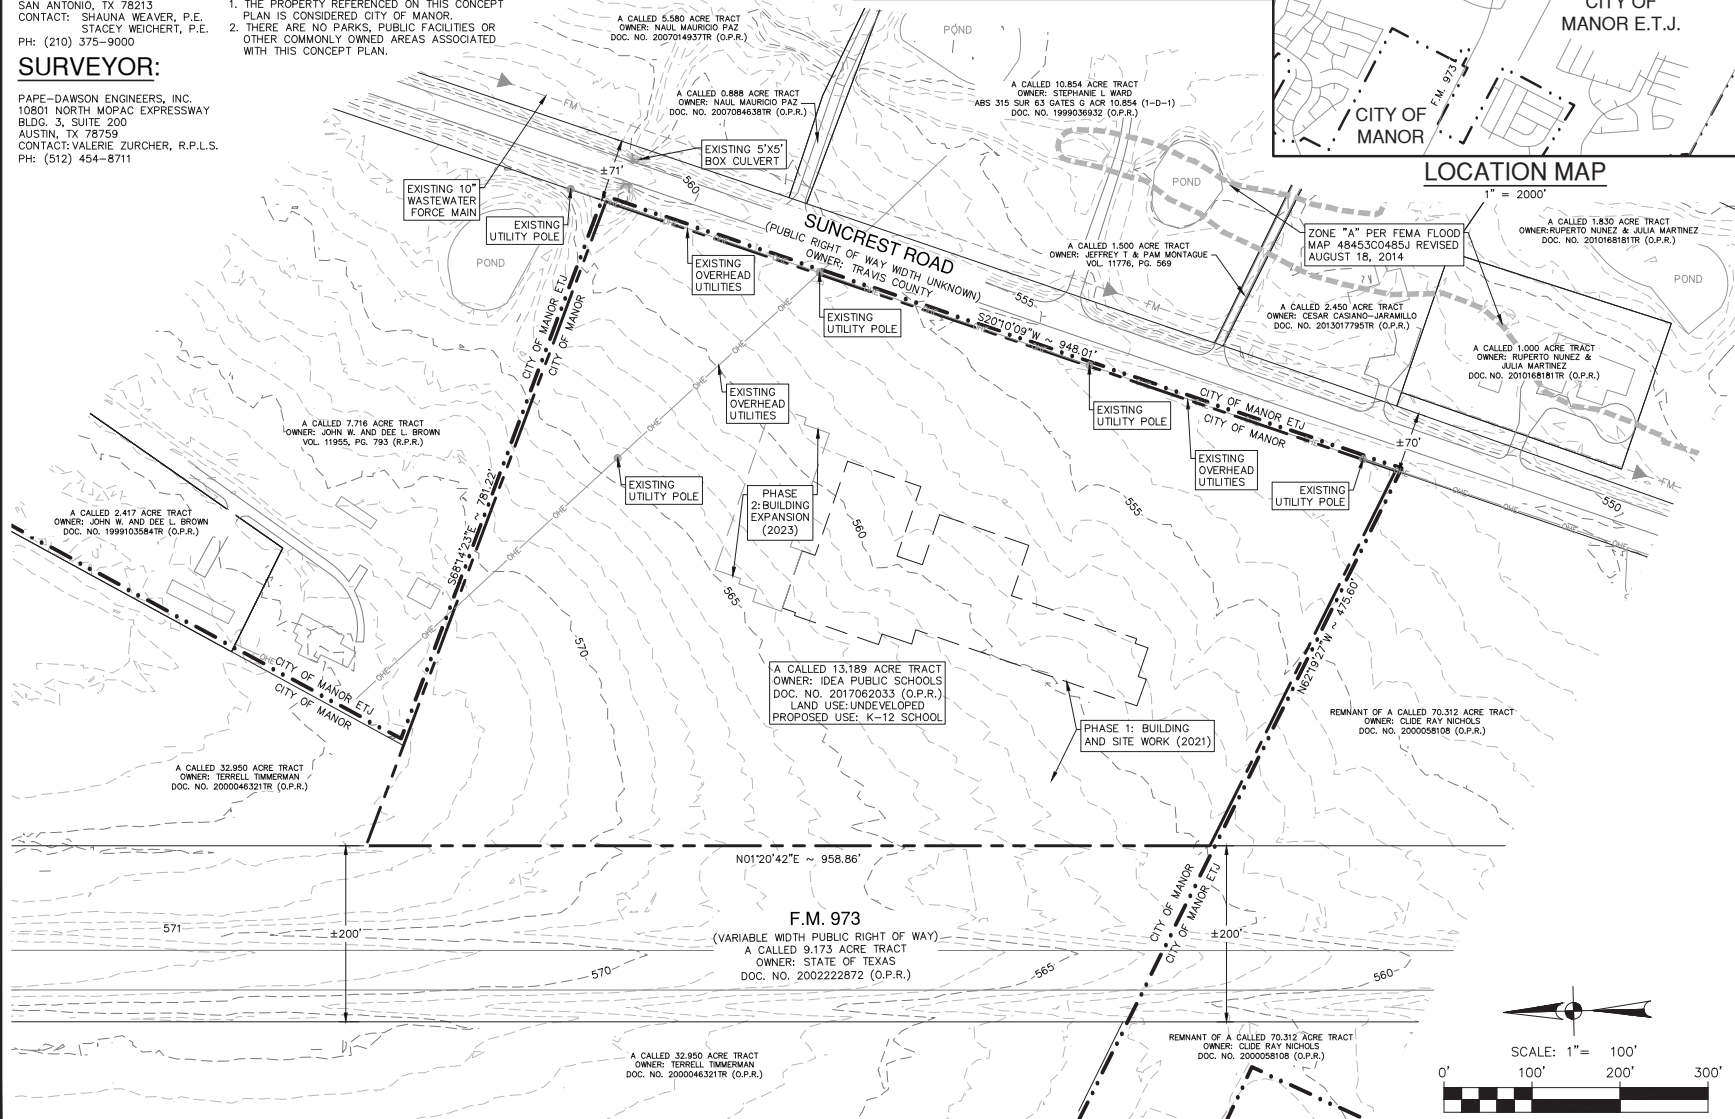 SAN ANTONIO, TX 78213
CONTACT: SHAUNA WEAVER, P.E.
STACEY WEICHERT, P.E.
PH: (210) 375-9000
SURVEYOR:
PAPE-DAWSON ENGINEERS, INC.
10801 NORTH MOPAC EXPRESSWAY
BLDG. 3, SUITE 200
AUSTIN, TX 78759
CONTACT: VALERIE ZURCHER, R.P.L.S.
PH: (512) 454-8711
1. THE PROPERTY REFERENCED ON THIS CONCEPT
PLAN IS CONSIDERED CITY OF MANOR.
2. THERE ARE NO PARKS, PUBLIC FACILITIES OR
OTHER COMMONLY OWNED AREAS ASSOCIATED
WITH THIS CONCEPT PLAN.
A CALLED 5.580 ACRE TRACT
OWNER: NAUL MAURICIO PAZ
DOC. NO. 2007014937TR (O.P.R.)
POND
CITY OF
MANOR E.T.J.
F.M. 973
CITY OF
MANOR
LOCATION MAP
1" = 2000'
A CALLED 0.888 ACRE TRACT
OWNER: NAUL MAURICIO PAZ
DOC. NO. 2007084638TR (O.P.R.)
A CALLED 10.854 ACRE TRACT
OWNER: STEPHANIE L WARD
ABS 315 SUR 63 GATES G ACR 10.854 (1-D-1)
DOC. NO. 1999036932 (O.P.R.)
FM
EXISTING 5'X5'
BOX CULVERT
±71'
560
EXISTING 10"
WASTEWATER
FORCE MAIN
EXISTING
UTILITY POLE
POND
POND
SUNCREST ROAD
(PUBLIC RIGHT OF WAY WIDTH UNKNOWN)
OWNER: TRAVIS COUNTY
A CALLED 1.500 ACRE TRACT
OWNER: JEFFREY T & PAM MONTAGUE
VOL. 11776, PG. 569
ZONE "A" PER FEMA FLOOD
MAP 48453C0485J REVISED
AUGUST 18, 2014
A CALLED 1.830 ACRE TRACT
OWNER:RUPERTO NUNEZ & JULIA MARTINEZ
DOC. NO. 2010168181TR (O.P.R.)
POND
EXISTING
OVERHEAD
UTILITIES
555
FM
A CALLED 2.450 ACRE TRACT
OWNER: CESAR CASIANO-JARAMILLO
DOC. NO. 2013017795TR (O.P.R.)
CITY OF MANOR ETJ
CITY OF MANOR
OHE
EXISTING
UTILITY POLE
S20°10'09"W ~ 948.01'
A CALLED 1.000 ACRE TRACT
OWNER: RUPERTO NUNEZ &
JULIA MARTINEZ
DOC. NO. 2010168181TR (O.P.R.)
OHE
OHE
EXISTING
OVERHEAD
UTILITIES
EXISTING
UTILITY POLE
CITY OF MANOR ETJ
CITY OF MANOR
±70'
A CALLED 7.716 ACRE TRACT
OWNER: JOHN W. AND DEE L. BROWN
VOL. 11955, PG. 793 (R.P.R.)
OHE
EXISTING
OVERHEAD
UTILITIES
EXISTING
UTILITY POLE
FM
550
OHE
OHE
OHE
OHE
EXISTING
UTILITY POLE
PHASE
2: BUILDING
EXPANSION
(2023)
560
555
A CALLED 2.417 ACRE TRACT
OWNER: JOHN W. AND DEE L. BROWN
DOC. NO. 1999103584TR (O.P.R.)
S68°14'23"E ~ 781.22'
OHE
OHE
565
570
N62°19'27"W ~ 475.60'
OHE
OHE
OHE
CITY OF MANOR ETJ
CITY OF MANOR
A CALLED 13.189 ACRE TRACT
OWNER: IDEA PUBLIC SCHOOLS
DOC. NO. 2017062033 (O.P.R.)
LAND USE: UNDEVELOPED
PROPOSED USE: K-12 SCHOOL
PHASE 1: BUILDING
AND SITE WORK (2021)
REMNANT OF A CALLED 70.312 ACRE TRACT
OWNER: CLIDE RAY NICHOLS
DOC. NO. 2000058108 (O.P.R.)
A CALLED 32.950 ACRE TRACT
OWNER: TERRELL TIMMERMAN
DOC. NO. 2000046321TR (O.P.R.)
N01°20'42"E ~ 958.86'
CITY OF MANOR
CITY OF MANOR ETJ
571
±200'
F.M. 973
(VARIABLE WIDTH PUBLIC RIGHT OF WAY)
A CALLED 9.173 ACRE TRACT
OWNER: STATE OF TEXAS
DOC. NO. 2002222872 (O.P.R.)
±200'
570
565
560
A CALLED 32.950 ACRE TRACT
OWNER: TERRELL TIMMERMAN
DOC. NO. 2000046321TR (O.P.R.)
REMNANT OF A CALLED 70.312 ACRE TRACT
OWNER: CLIDE RAY NICHOLS
DOC. NO. 2000058108 (O.P.R.)
SCALE: 1"= 100'
0' 100' 200' 300'